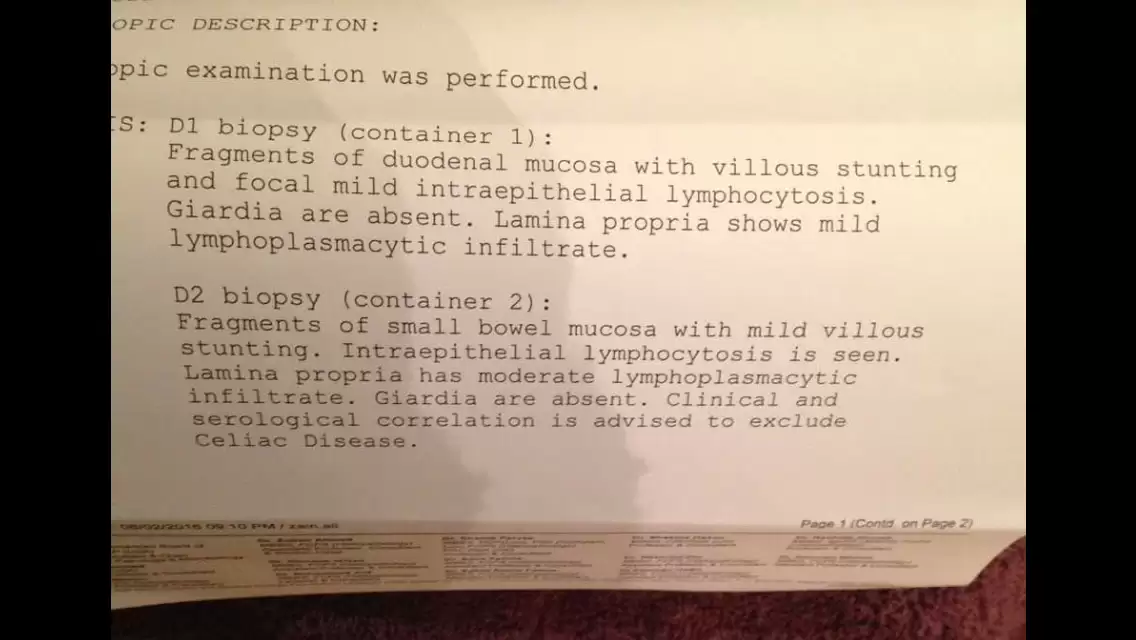 OPIC DESCRIPTION:
opic examination was performed.
IS: D1 biopsy (container 1):
Fragments of duodenal mucosa with villous stunting
and focal mild intraepithelial lymphocytosis.
Giardia are absent. Lamina propria shows mild
lymphoplasmacytic infiltrate.
D2 biopsy (container 2):
Fragments of small bowel mucosa with mild villous
stunting. Intraepithelial lymphocytosis is seen.
Lamina propria has moderate lymphoplasmacytic
infiltrate. Giardia are absent. Clinical and
serological correlation is advised to exclude
Celiac Disease.
09:10 PM /
Page 1 (Contd. on Page 2)